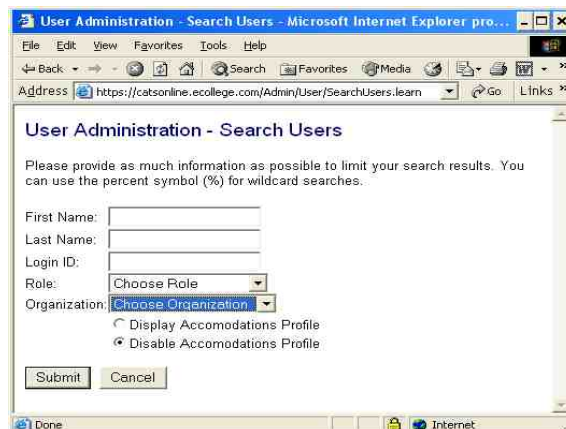 User Administration - Search Users - Microsoft Internet Explorer pro...
File Edit View Favorites Tools Help
Back Search Favorites Media
Address https://catsonline.ecollege.com/Admin/User/SearchUsers.learn Go Links
User Administration - Search Users
Please provide as much information as possible to limit your search results. You
can use the percent symbol (%) for wildcard searches.
First Name:
Last Name:
Login ID:
Role: Choose Role
Organization: Choose Organization
Display Accomodations Profile
Disable Accomodations Profile
Submit Cancel
Done Internet